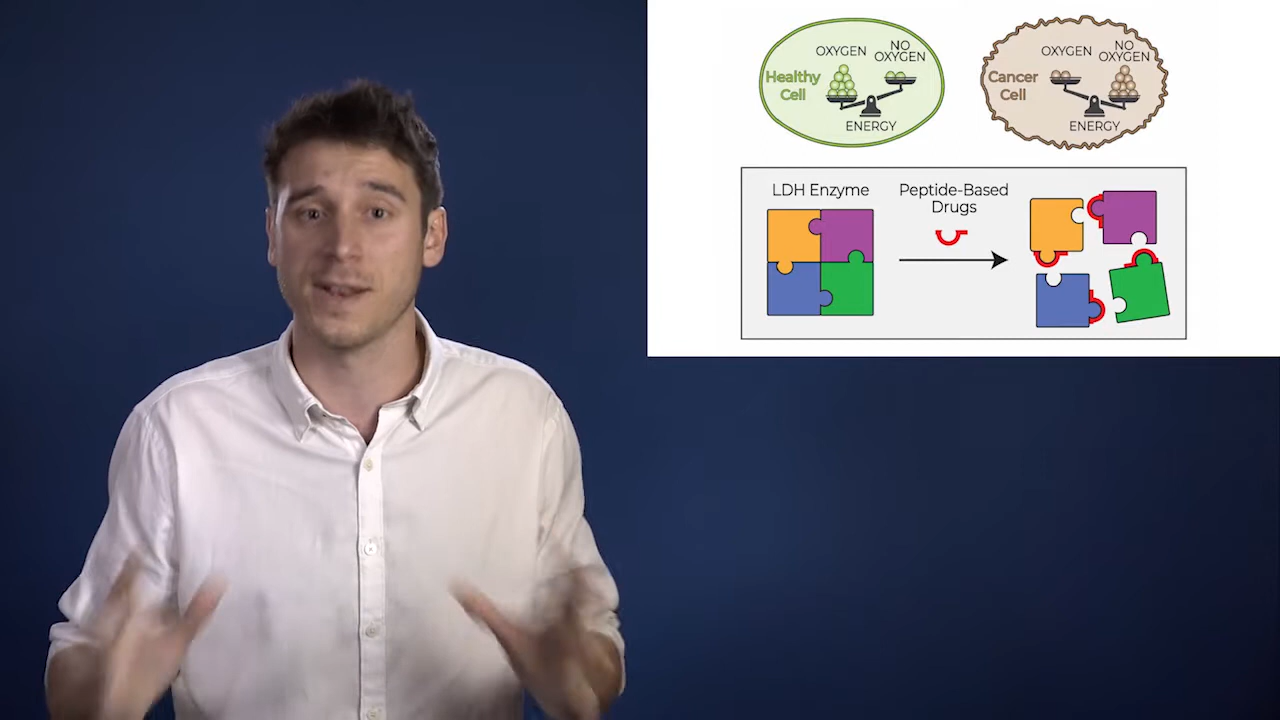 OXYGEN
NO
OXYGEN
Healthy
Cell
ENERGY
OXYGEN
NO
OXYGEN
Cancer
Cell
ENERGY
LDH Enzyme
Peptide-Based
Drugs